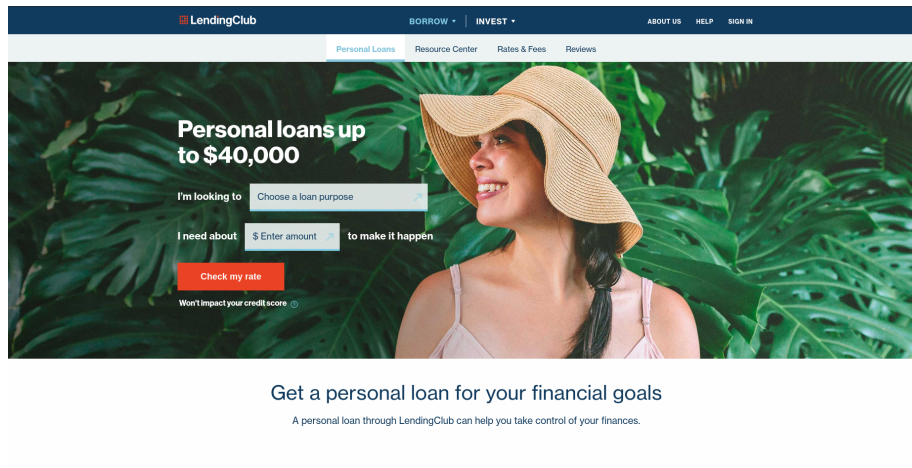 LendingClub
BORROW
INVEST
ABOUT US
HELP
SIGN IN
Personal Loans
Resource Center
Rates & Fees
Reviews
Personal loans up
to $40,000
I'm looking to Choose a loan purpose
I need about $ Enter amount to make it happen
Check my rate
Won't impact your credit score
Get a personal loan for your financial goals
A personal loan through LendingClub can help you take control of your finances.